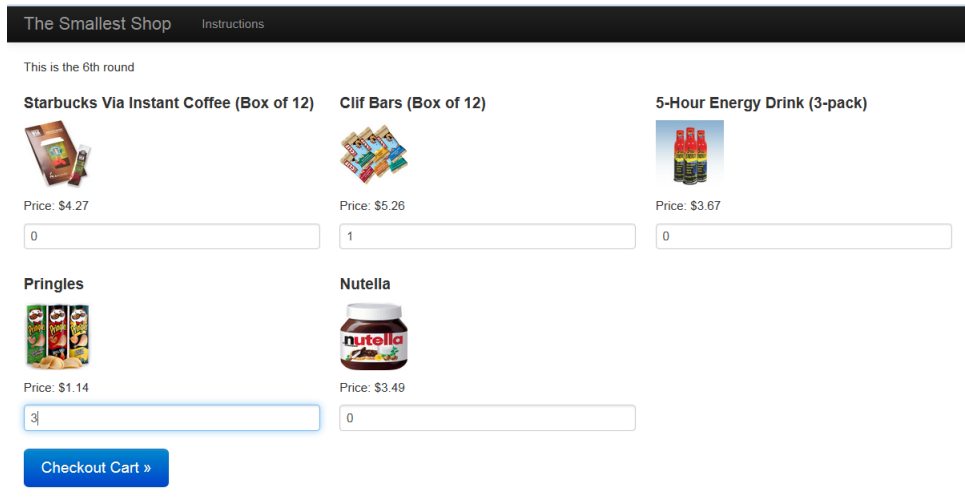 The Smallest Shop Instructions
This is the 6th round
Starbucks Via Instant Coffee (Box of 12) Clif Bars (Box of 12) 5-Hour Energy Drink (3-pack)
Price: $4.27 Price: $5.26 Price: $3.67
0 1 0
Pringles Nutella
nutella
Price: $1.14 Price: $3.49
3 0
Checkout Cart »